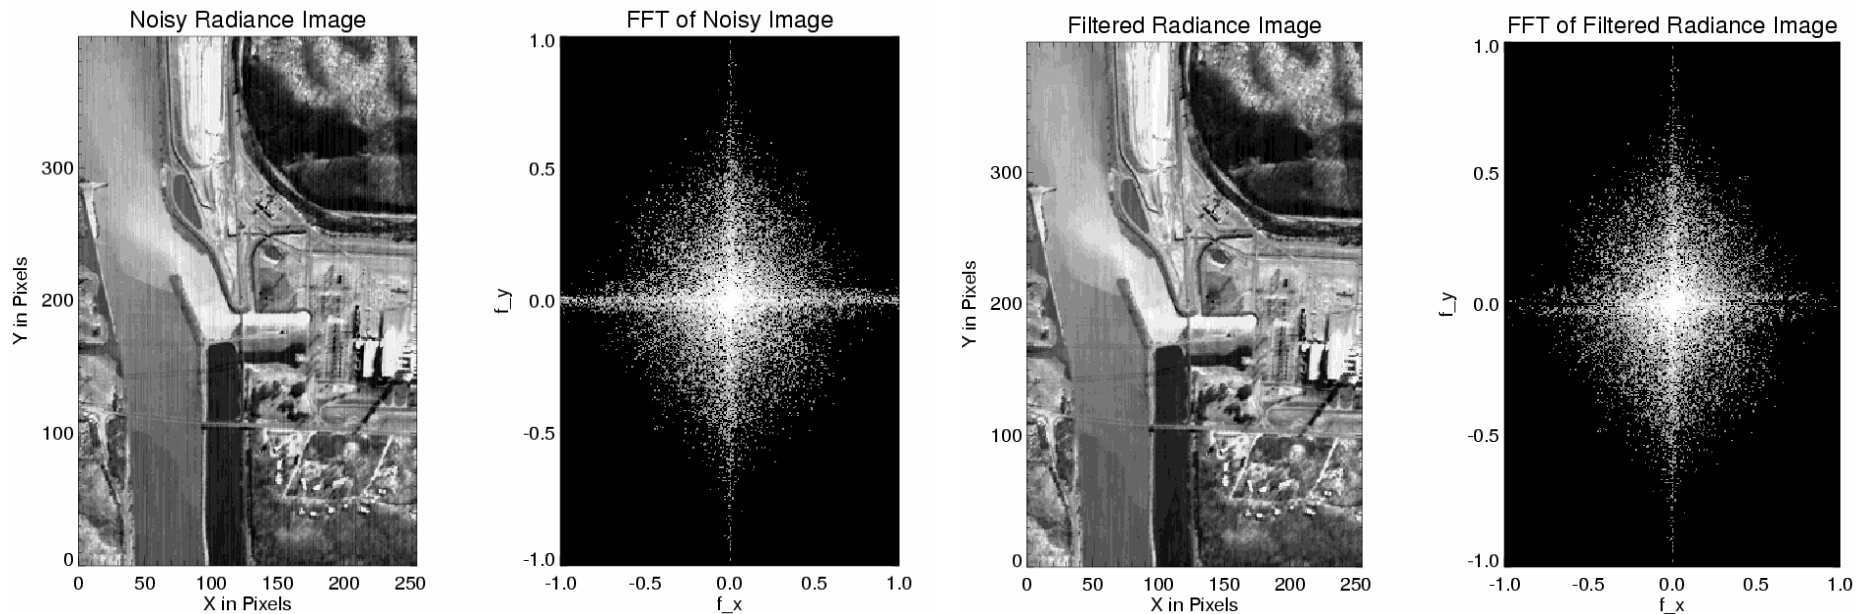 Noisy Radiance Image
300
200
100
0
0 50 100 150 200 250
Y in Pixels
X in Pixels
FFT of Noisy Image
1.0
0.5
0.0
-0.5
-1.0
-1.0 -0.5 0.0 0.5 1.0
f_y
f_x
Filtered Radiance Image
300
200
100
0
0 50 100 150 200 250
Y in Pixels
X in Pixels
FFT of Filtered Radiance Image
1.0
0.5
0.0
-0.5
-1.0
-1.0 -0.5 0.0 0.5 1.0
f_y
f_x